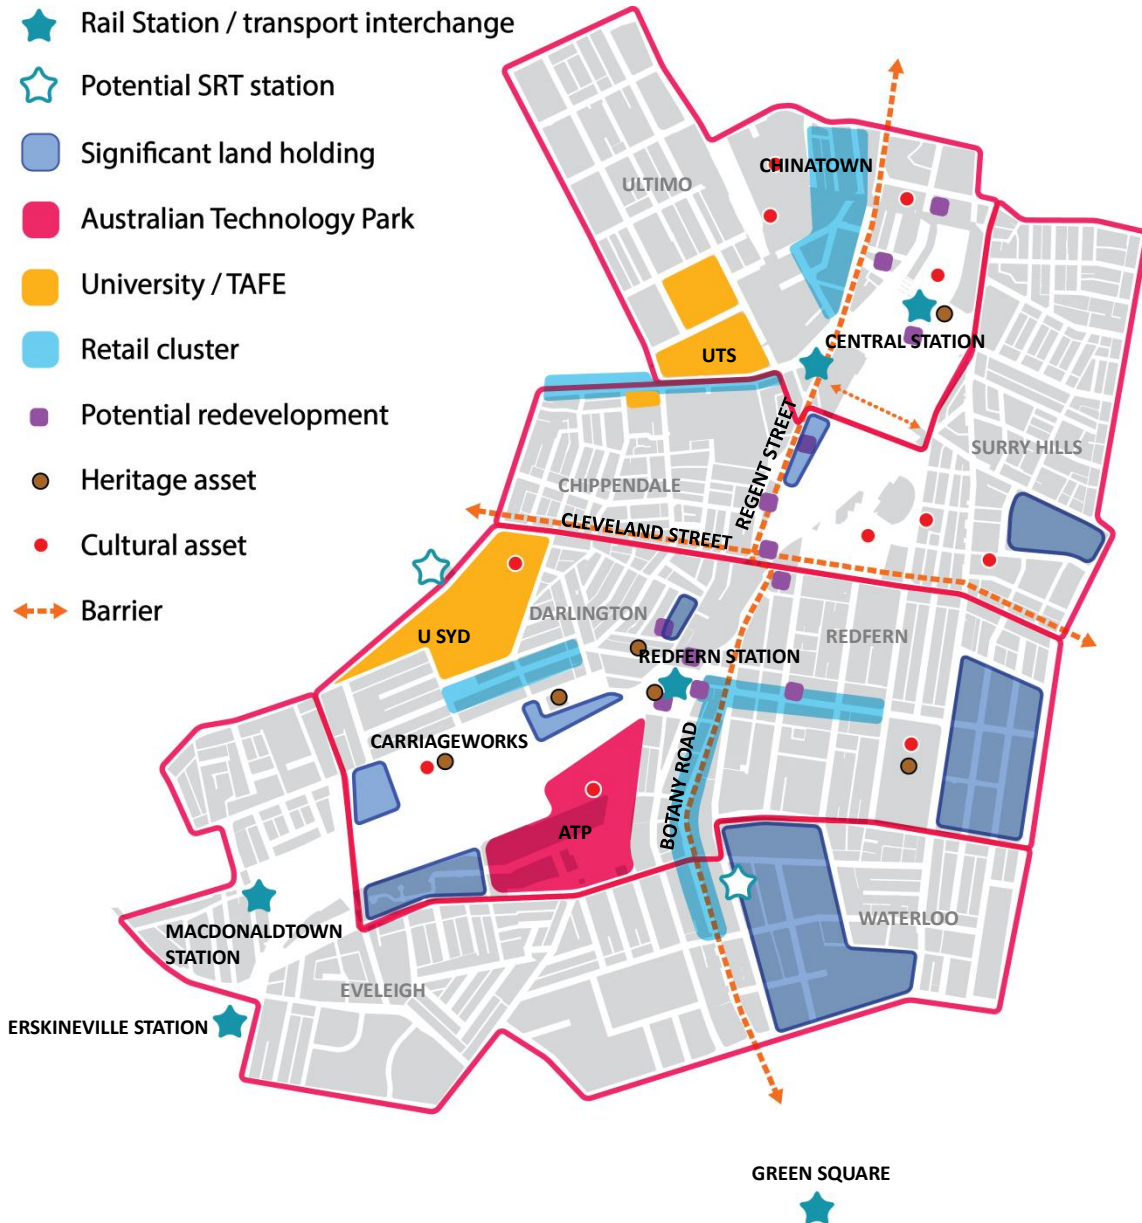 Rail Station / transport interchange
Potential SRT station
Significant land holding
Australian Technology Park
University / TAFE
Retail cluster
Potential redevelopment
Heritage asset
Cultural asset
Barrier
CHINATOWN
ULTIMO
CENTRAL STATION
UTS
SURRY HILLS
REGENT STREET
CHIPPENDALE
CLEVELAND STREET
DARLINGTON
REDFERN
U SYD
REDFERN STATION
CARRIAGEWORKS
BOTANY ROAD
ATP
WATERLOO
MACDONALDTOWN
STATION
EVELEIGH
ERSKINEVILLE STATION
GREEN SQUARE